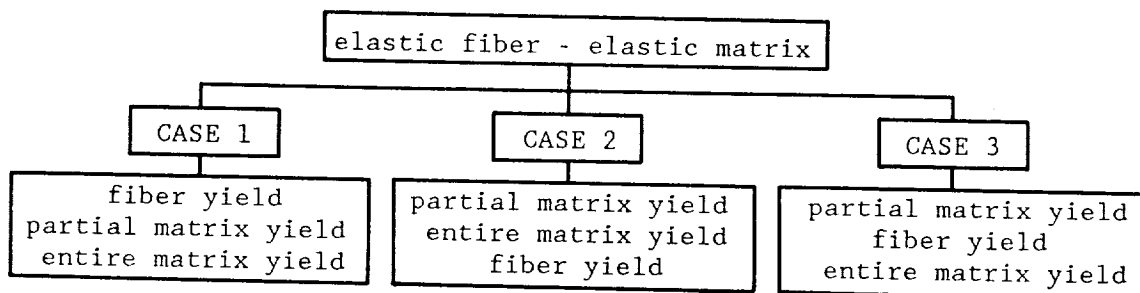 elastic fiber - elastic matrix
CASE 1
CASE 2
CASE 3
fiber yield
partial matrix yield
entire matrix yield
partial matrix yield
entire matrix yield
fiber yield
partial matrix yield
fiber yield
entire matrix yield